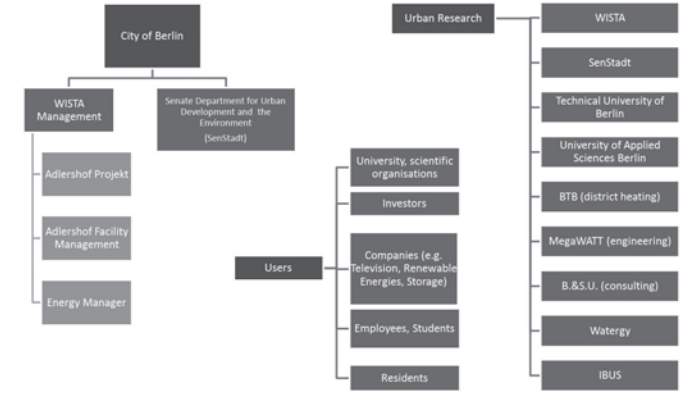 City of Berlin
WISTA
Management
Senate Department for Urban
Development and the
Environment
(SenStadt)
Adlershof Projekt
Adlershof Facility
Management
Energy Manager
Users
University, scientific
organisations
Investors
Companies (e.g.
Television, Renewable
Energies, Storage)
Employees, Students
Residents
Urban Research
WISTA
SenStadt
Technical University of
Berlin
University of Applied
Sciences Berlin
BTB (district heating)
MegaWATT (engineering)
B.&S.U. (consulting)
Watergy
IBUS